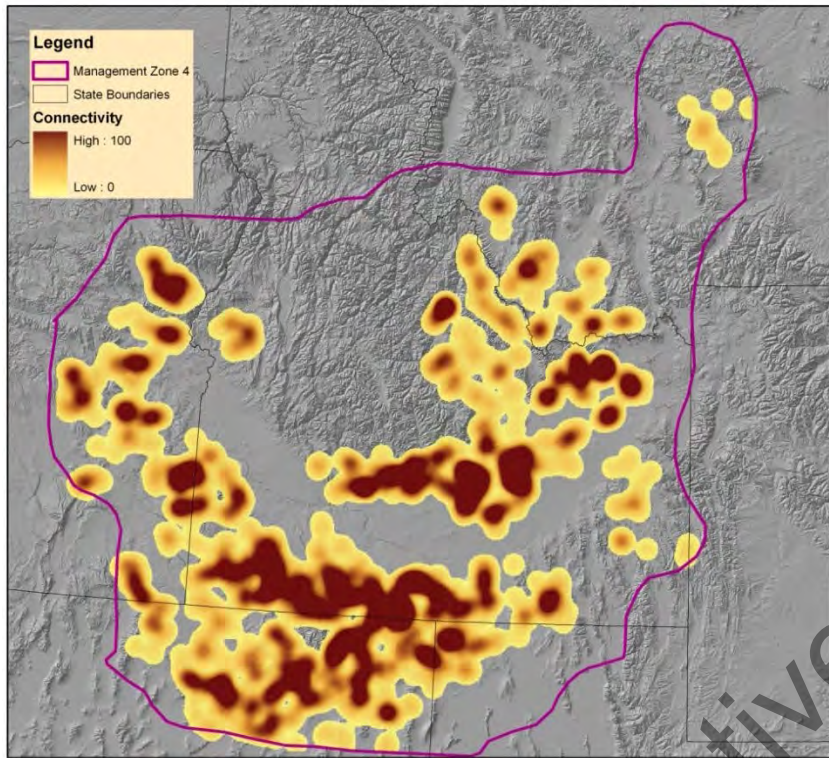 Legend
Management Zone 4
State Boundaries
Connectivity
High : 100
Low : 0